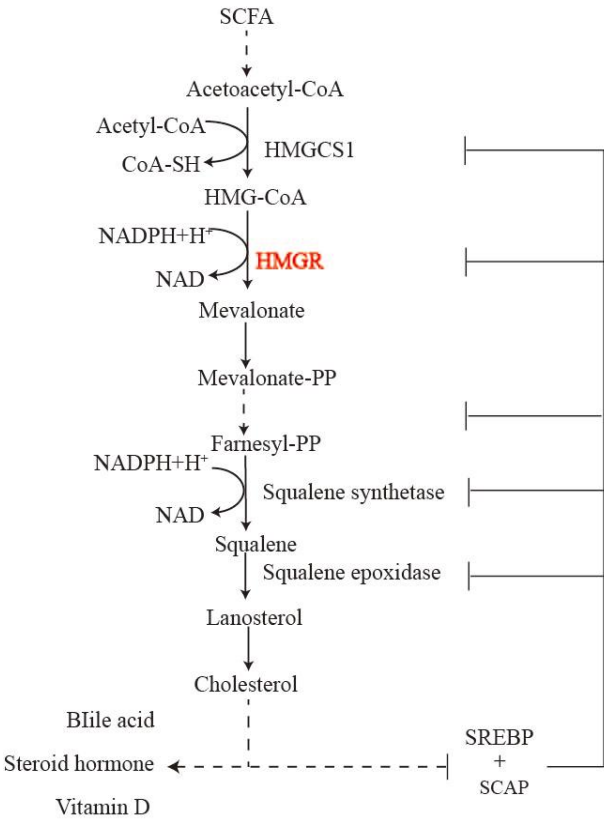 SCFA
Acetoacetyl-CoA
Acetyl-CoA
HMGCS1
CoA-SH
HMG-CoA
NADPH+H⁺
HMGR
NAD
Mevalonate
Mevalonate-PP
Farnesyl-PP
NADPH+H⁺
Squalene synthetase
NAD
Squalene
Squalene epoxidase
Lanosterol
Cholesterol
BIile acid
SREBP
Steroid hormone
+
SCAP
Vitamin D